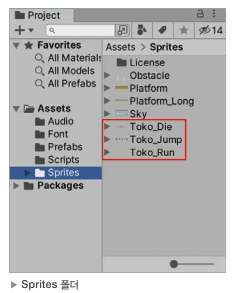 Project
14
Favorites
All Materials
All Models
All Prefabs
Assets
Audio
Font
Prefabs
Scripts
Sprites
Packages
Assets > Sprites
License
Obstacle
Platform
Platform_Long
Sky
Toko_Die
Toko_Jump
Toko_Run
▶ Sprites 폴더